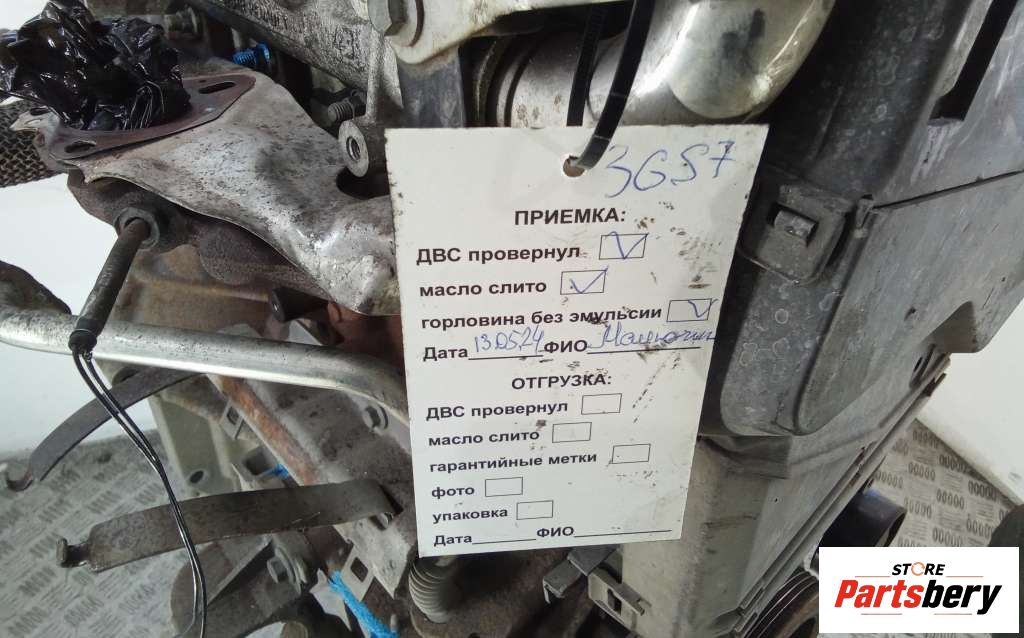 3GS7
ПРИЕМКА:
ДВС провернул
масло слито
горловина без эмульсии
Дата 13.05.24 ФИО
ОТГРУЗКА:
ДВС провернул
масло слито
гарантийные метки
фото
упаковка
Дата ФИО
STORE
Partsbery